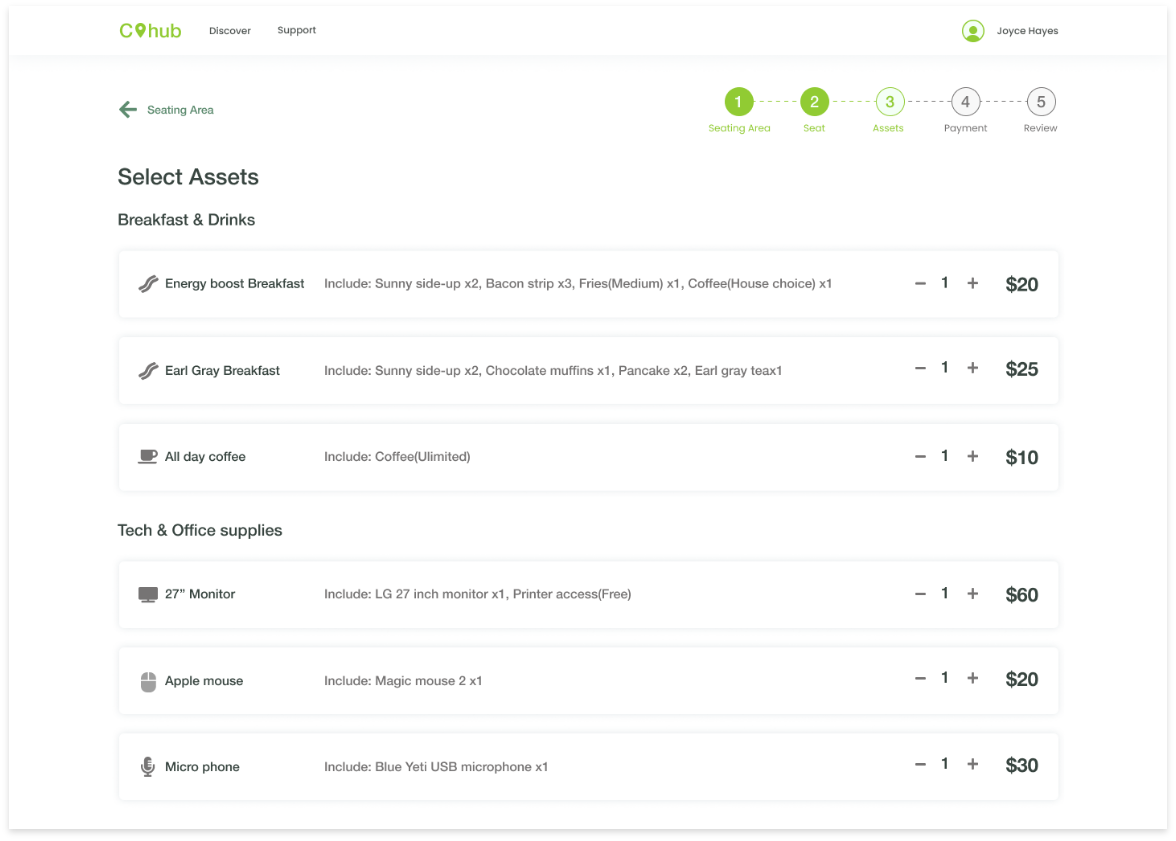 Cohub Discover Support Joyce Hayes
Seating Area
1 2 3 4 5
Seating Area Seat Assets Payment Review
Select Assets
Breakfast & Drinks
Energy boost Breakfast Include: Sunny side-up x2, Bacon strip x3, Fries(Medium) x1, Coffee(House choice) x1 − 1 + $20
Earl Gray Breakfast Include: Sunny side-up x2, Chocolate muffins x1, Pancake x2, Earl gray teax1 − 1 + $25
All day coffee Include: Coffee(Ulimited) − 1 + $10
Tech & Office supplies
27” Monitor Include: LG 27 inch monitor x1, Printer access(Free) − 1 + $60
Apple mouse Include: Magic mouse 2 x1 − 1 + $20
Micro phone Include: Blue Yeti USB microphone x1 − 1 + $30